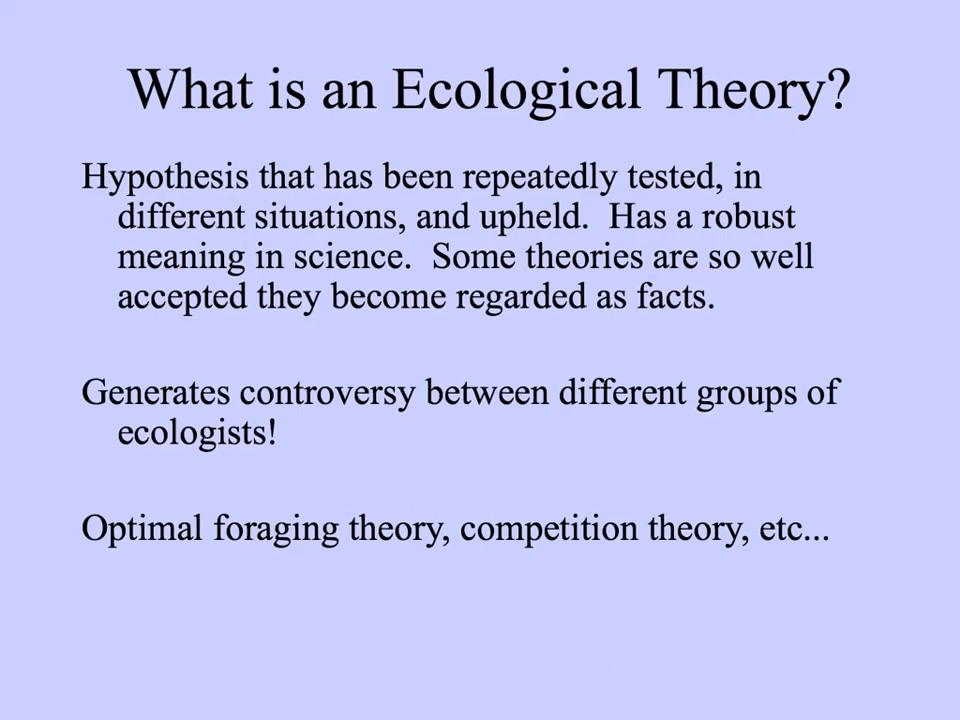 What is an Ecological Theory?
Hypothesis that has been repeatedly tested, in
different situations, and upheld.  Has a robust
meaning in science.  Some theories are so well
accepted they become regarded as facts.
Generates controversy between different groups of
ecologists!
Optimal foraging theory, competition theory, etc...